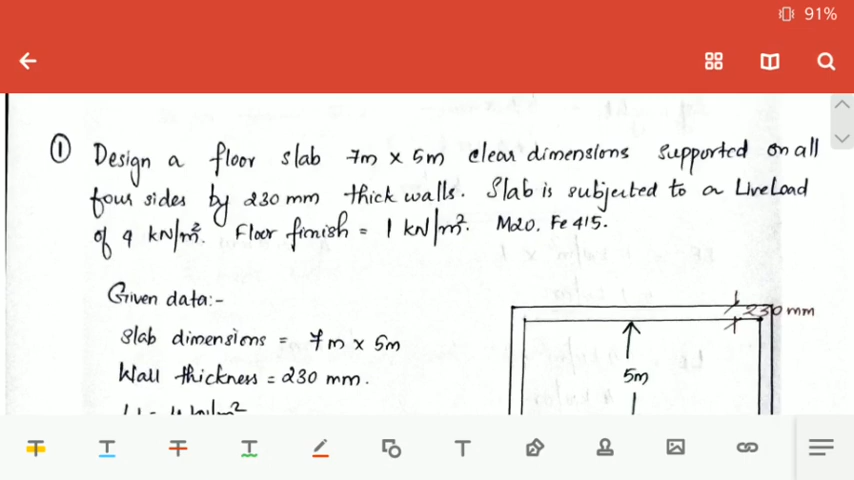 91%
① Design a floor slab 7m × 5m clear dimensions supported on all
four sides by 230 mm thick walls. Slab is subjected to a Live Load
of 4 kN/m². Floor finish = 1 kN/m². M20, Fe 415.
Given data:-
Slab dimensions = 7m × 5m
Wall thickness = 230 mm.
230 mm
5m